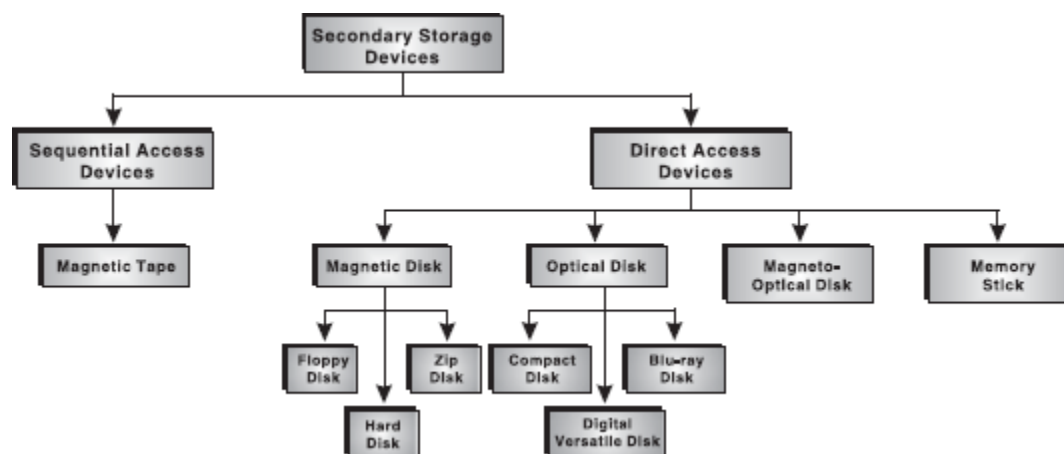 Secondary Storage
Devices
Sequential Access
Devices
Direct Access
Devices
Magnetic Tape
Magnetic Disk
Optical Disk
Magneto-
Optical Disk
Memory
Stick
Floppy
Disk
Zip
Disk
Compact
Disk
Blu-ray
Disk
Hard
Disk
Digital
Versatile Disk